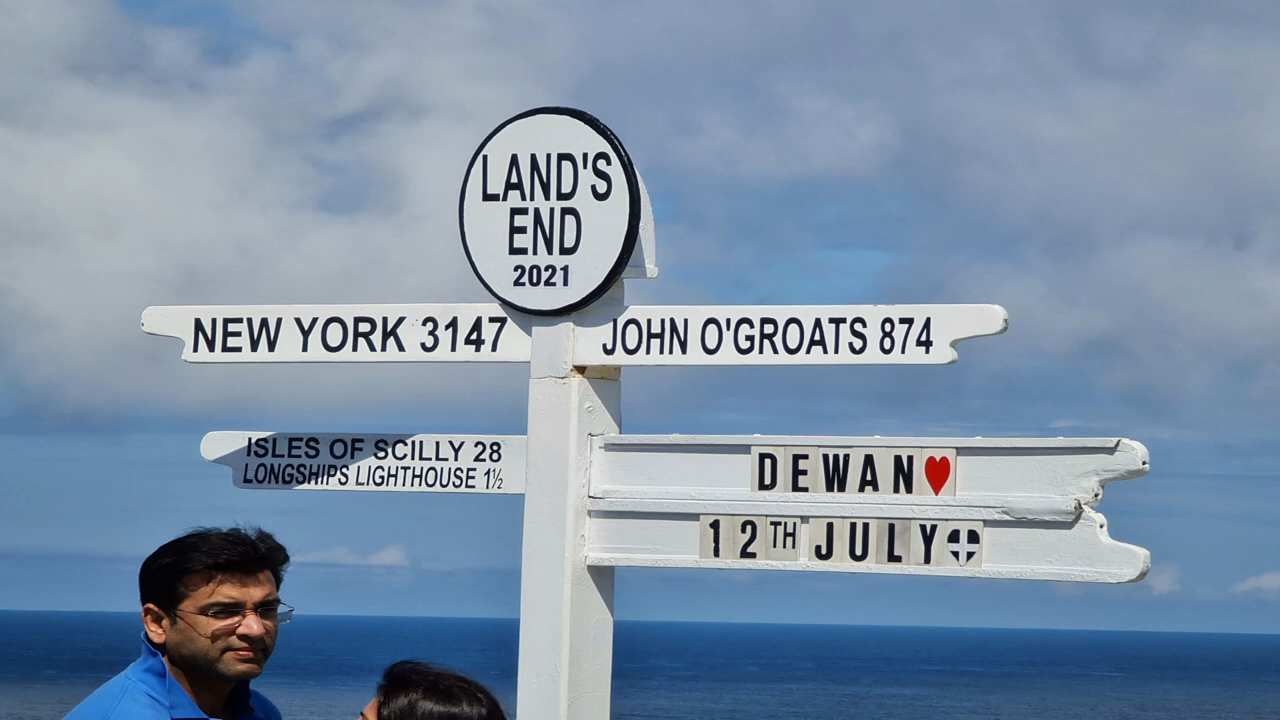 LAND'S
END
2021
NEW YORK 3147
JOHN O'GROATS 874
ISLES OF SCILLY 28
LONGSHIPS LIGHTHOUSE 1½
DEWAN
12TH JULY